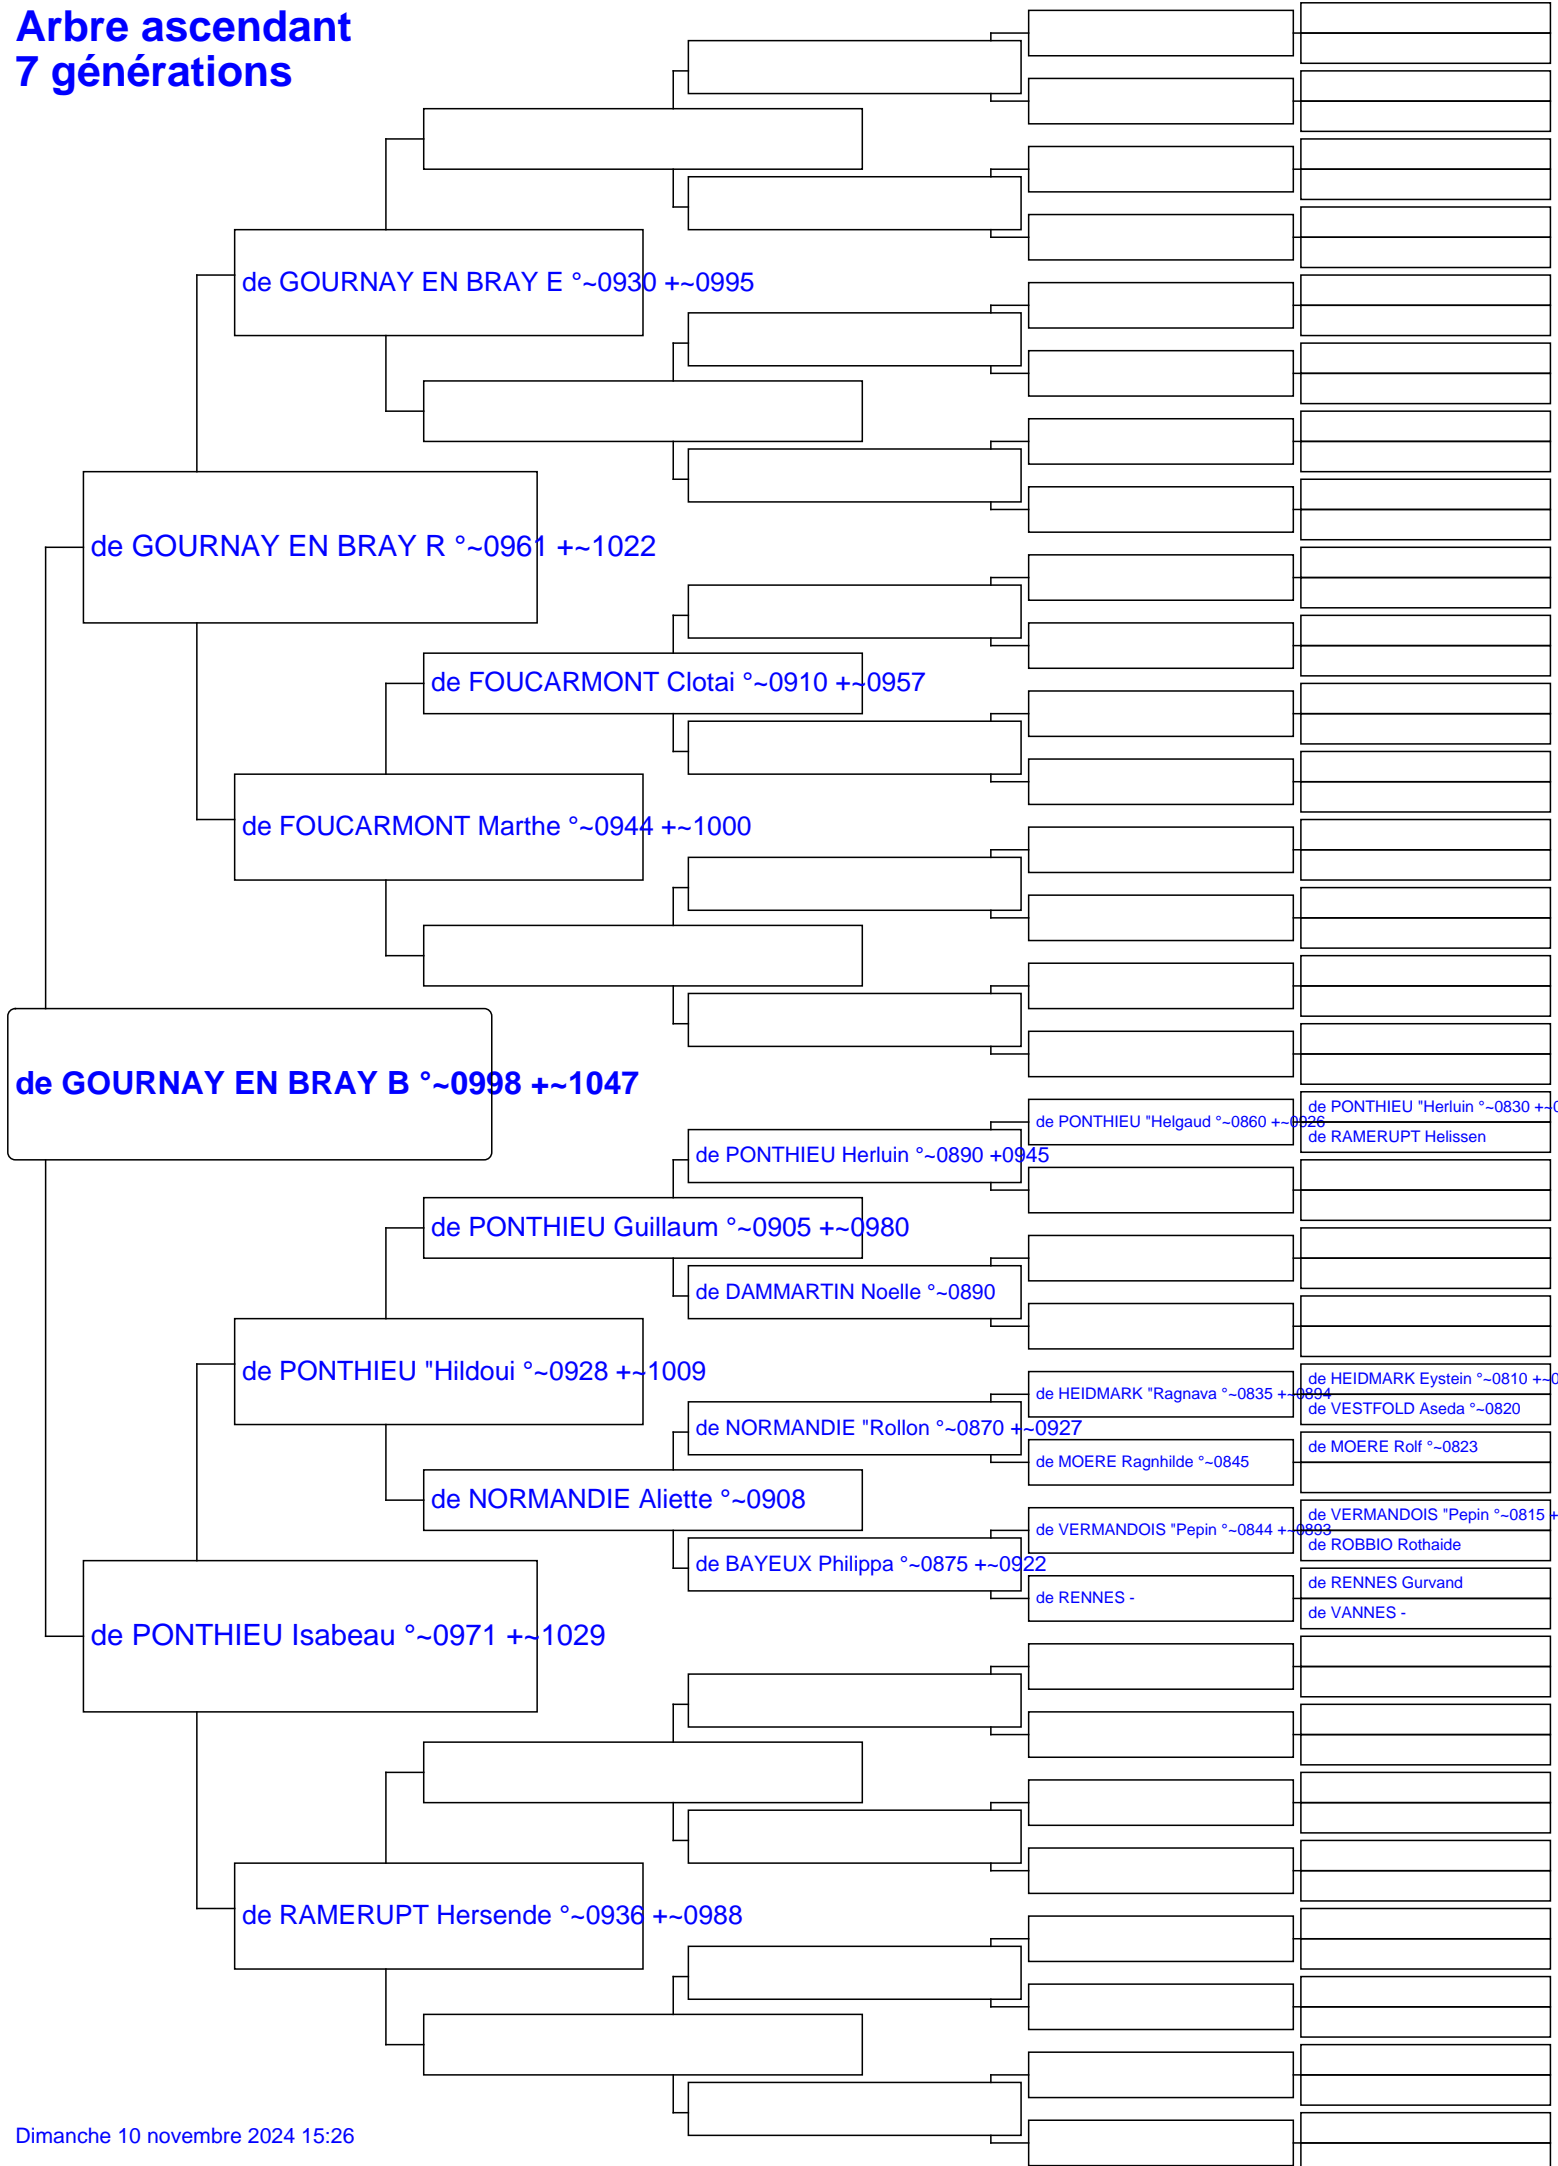 Arbre ascendant
7 générations
de GOURNAY EN BRAY E °~0930 +~0995
de GOURNAY EN BRAY R °~0961 +~1022
de FOUCARMONT Clotai °~0910 +~0957
de FOUCARMONT Marthe °~0944 +~1000
de GOURNAY EN BRAY B °~0998 +~1047
de PONTHIEU "Herluin °~0830 +~0
de PONTHIEU "Helgaud °~0860 +~0926
de RAMERUPT Helissen
de PONTHIEU Herluin °~0890 +0945
de PONTHIEU Guillaum °~0905 +~0980
de DAMMARTIN Noelle °~0890
de PONTHIEU "Hildoui °~0928 +~1009
de HEIDMARK Eystein °~0810 +~0
de HEIDMARK "Ragnava °~0835 +~0894
de VESTFOLD Aseda °~0820
de NORMANDIE "Rollon °~0870 +~0927
de MOERE Rolf °~0823
de MOERE Ragnhilde °~0845
de NORMANDIE Aliette °~0908
de VERMANDOIS "Pepin °~0815 +
de VERMANDOIS "Pepin °~0844 +~0893
de ROBBIO Rothaide
de BAYEUX Philippa °~0875 +~0922
de RENNES Gurvand
de RENNES -
de VANNES -
de PONTHIEU Isabeau °~0971 +~1029
de RAMERUPT Hersende °~0936 +~0988
Dimanche 10 novembre 2024 15:26